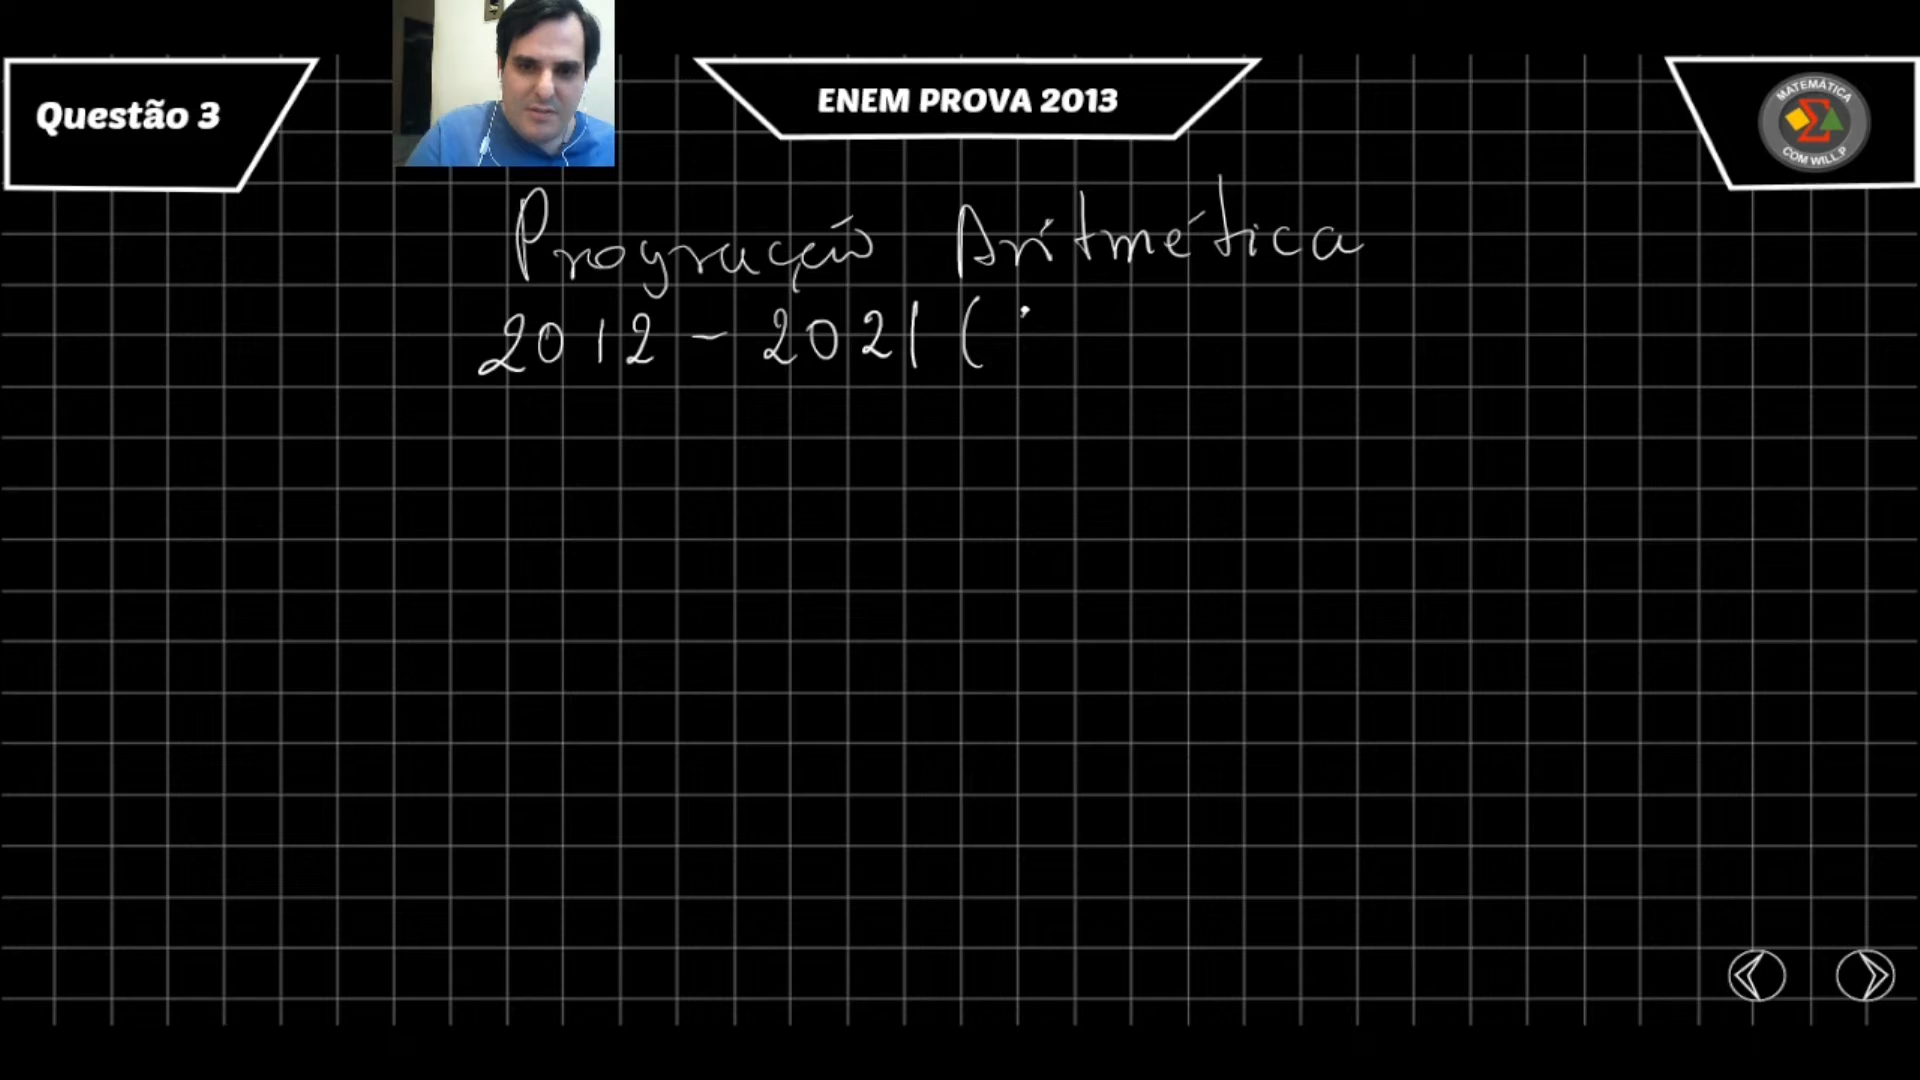 Questão 3
ENEM PROVA 2013
MATEMÁTICA
COM WILL.P
Progração Aritmética
2012 - 2021 (